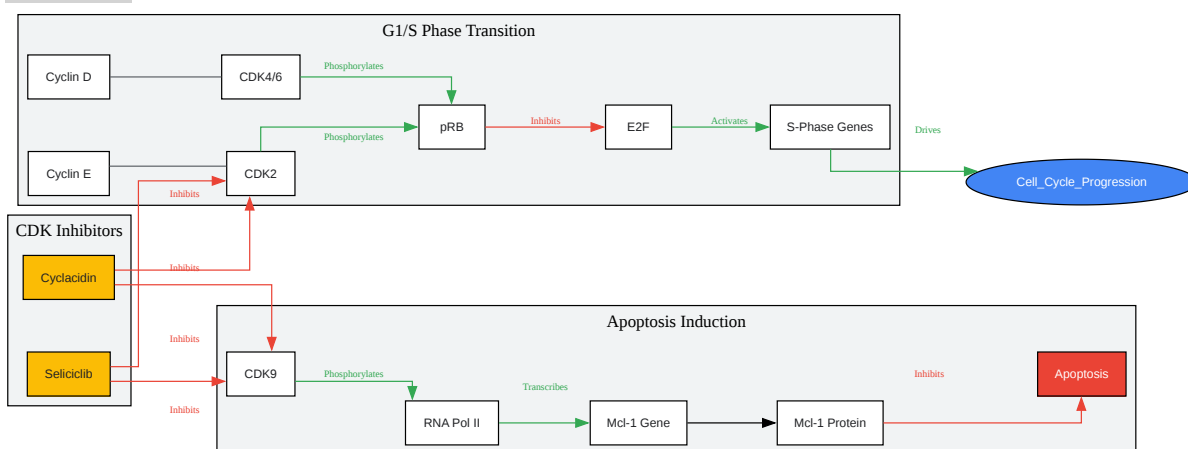 G1/S Phase Transition
Cyclin D
CDK4/6
Phosphorylates
pRB
Inhibits
E2F
Activates
S-Phase Genes
Drives
Phosphorylates
Cyclin E
CDK2
Inhibits
Cell_Cycle_Progression
CDK Inhibitors
Cyclacidin
Inhibits
Seliciclib
Inhibits
Inhibits
Apoptosis Induction
CDK9
Phosphorylates
RNA Pol II
Transcribes
Mcl-1 Gene
Mcl-1 Protein
Inhibits
Apoptosis